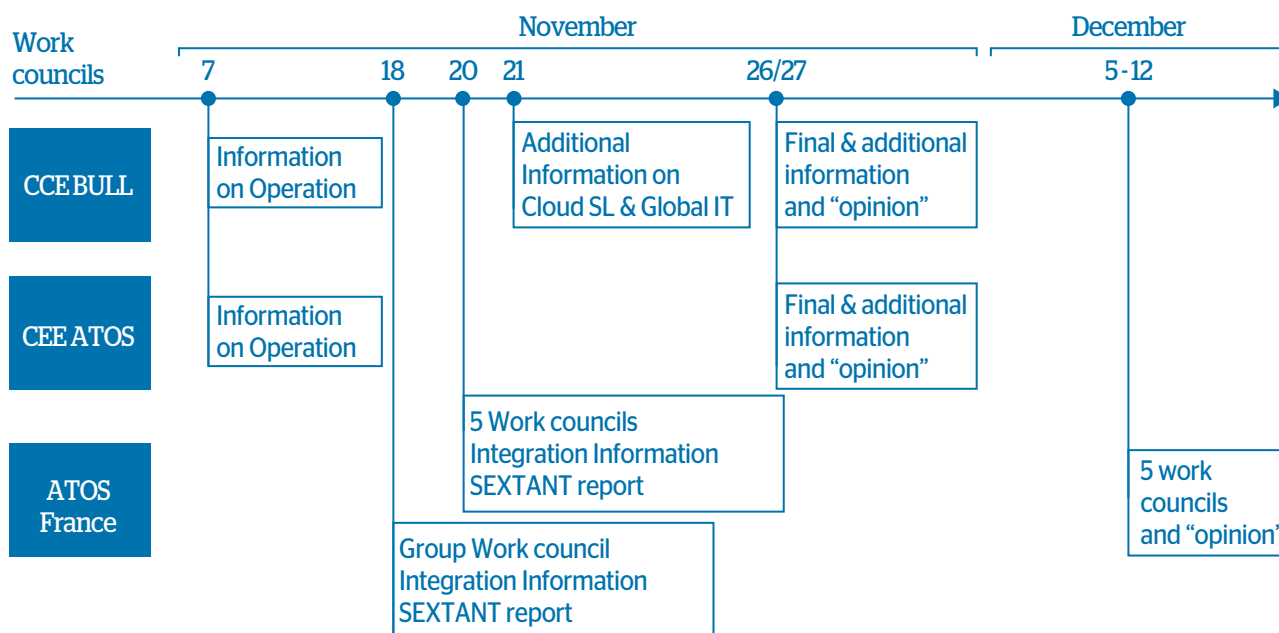 November
December
Work
councils
7
18
20
21
26/27
5-12
CCE BULL
Information
on Operation
Additional
Information on
Cloud SL & Global IT
Final & additional
information
and “opinion”
CEE ATOS
Information
on Operation
Final & additional
information
and “opinion”
ATOS
France
5 Work councils
Integration Information
SEXTANT report
5 work
councils
and “opinion”
Group Work council
Integration Information
SEXTANT report